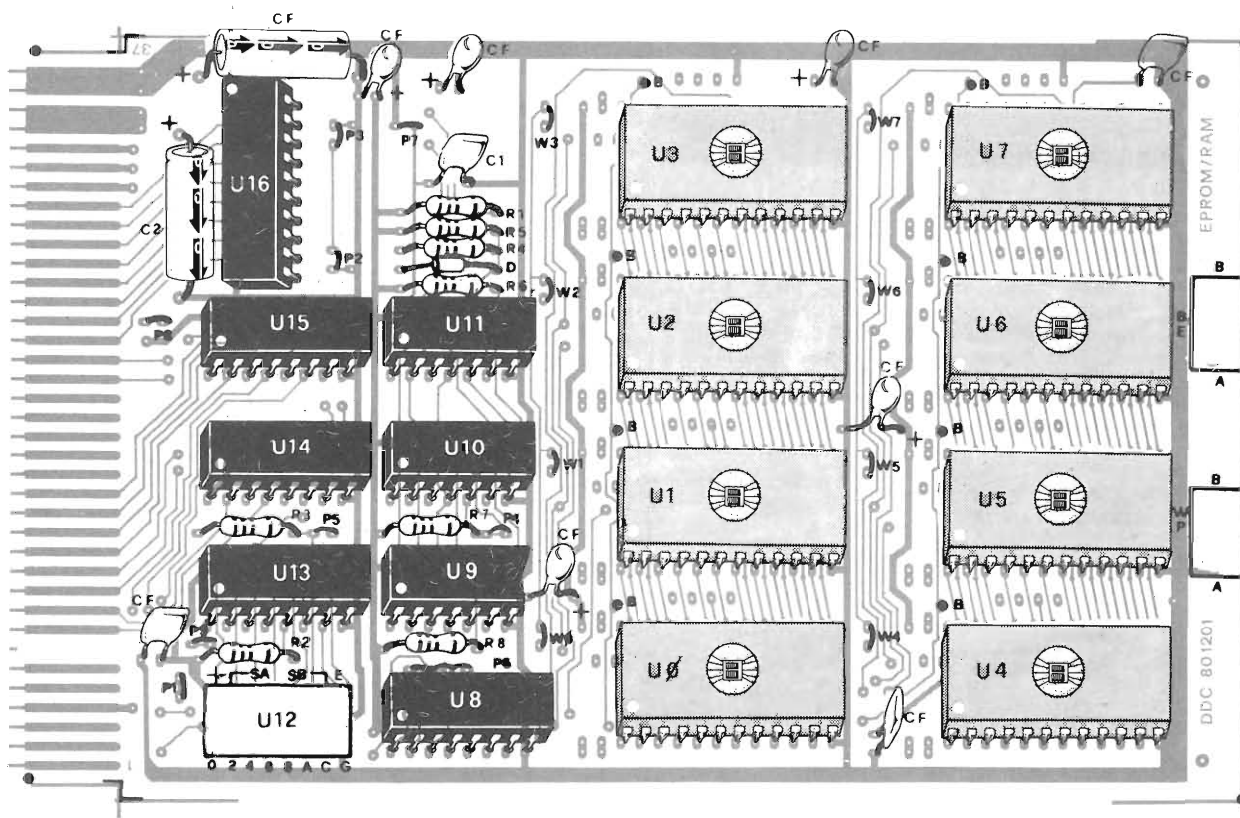 CF
37
CF
CF
CF
CF
+
+
+
+
B
B
+
P3
P7
W3
W7
U3
U7
C1
U16
C2
R1
R5
R4
D
R6
P2
B
B
EPROM/RAM
W2
W6
B
U15
U11
U2
U6
B
E
A
CF
+
B
B
U14
U10
W1
W5
U1
U5
B
R3
P5
R7
P4
W
P
CF
U13
U9
A
+
B
B
CF
R2
R8
W4
U0
U4
+
SA
SB
E
P1
U12
U8
CF
DDC 801201
0 2 4 6 8 A C G